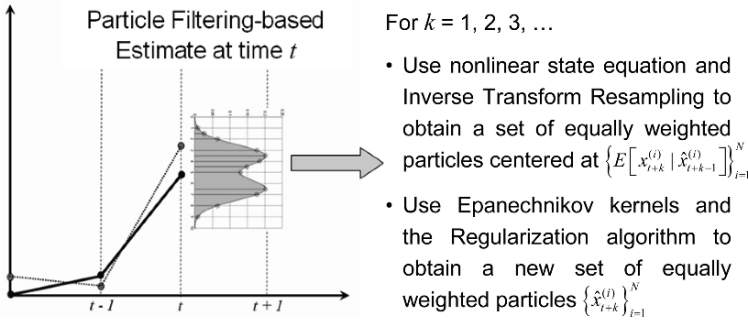 Particle Filtering-based
Estimate at time t
t - 1
t
t + 1
For k = 1, 2, 3, …
• Use nonlinear state equation and
Inverse Transform Resampling to
obtain a set of equally weighted
particles centered at {E[x_{t+k}^{(i)} | x̂_{t+k-1}^{(i)}]}_{i=1}^{N}
• Use Epanechnikov kernels and
the Regularization algorithm to
obtain a new set of equally
weighted particles {x̂_{t+k}^{(i)}}_{i=1}^{N}